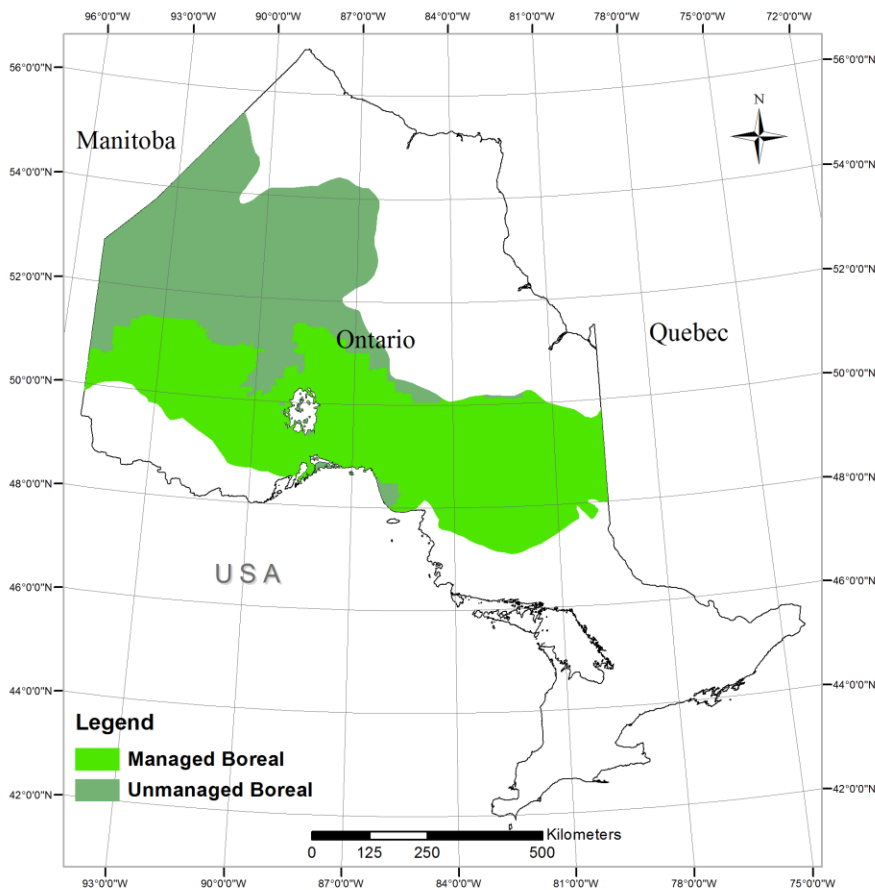 96°0'0"W 93°0'0"W 90°0'0"W 87°0'0"W 84°0'0"W 81°0'0"W 78°0'0"W 75°0'0"W 72°0'0"W
56°0'0"N
56°0'0"N
N
Manitoba
54°0'0"N
54°0'0"N
52°0'0"N
52°0'0"N
Ontario
Quebec
50°0'0"N
50°0'0"N
48°0'0"N
48°0'0"N
USA
46°0'0"N
46°0'0"N
44°0'0"N
44°0'0"N
Legend
Managed Boreal
Unmanaged Boreal
42°0'0"N
42°0'0"N
Kilometers
0 125 250 500
93°0'0"W 90°0'0"W 87°0'0"W 84°0'0"W 81°0'0"W 78°0'0"W 75°0'0"W